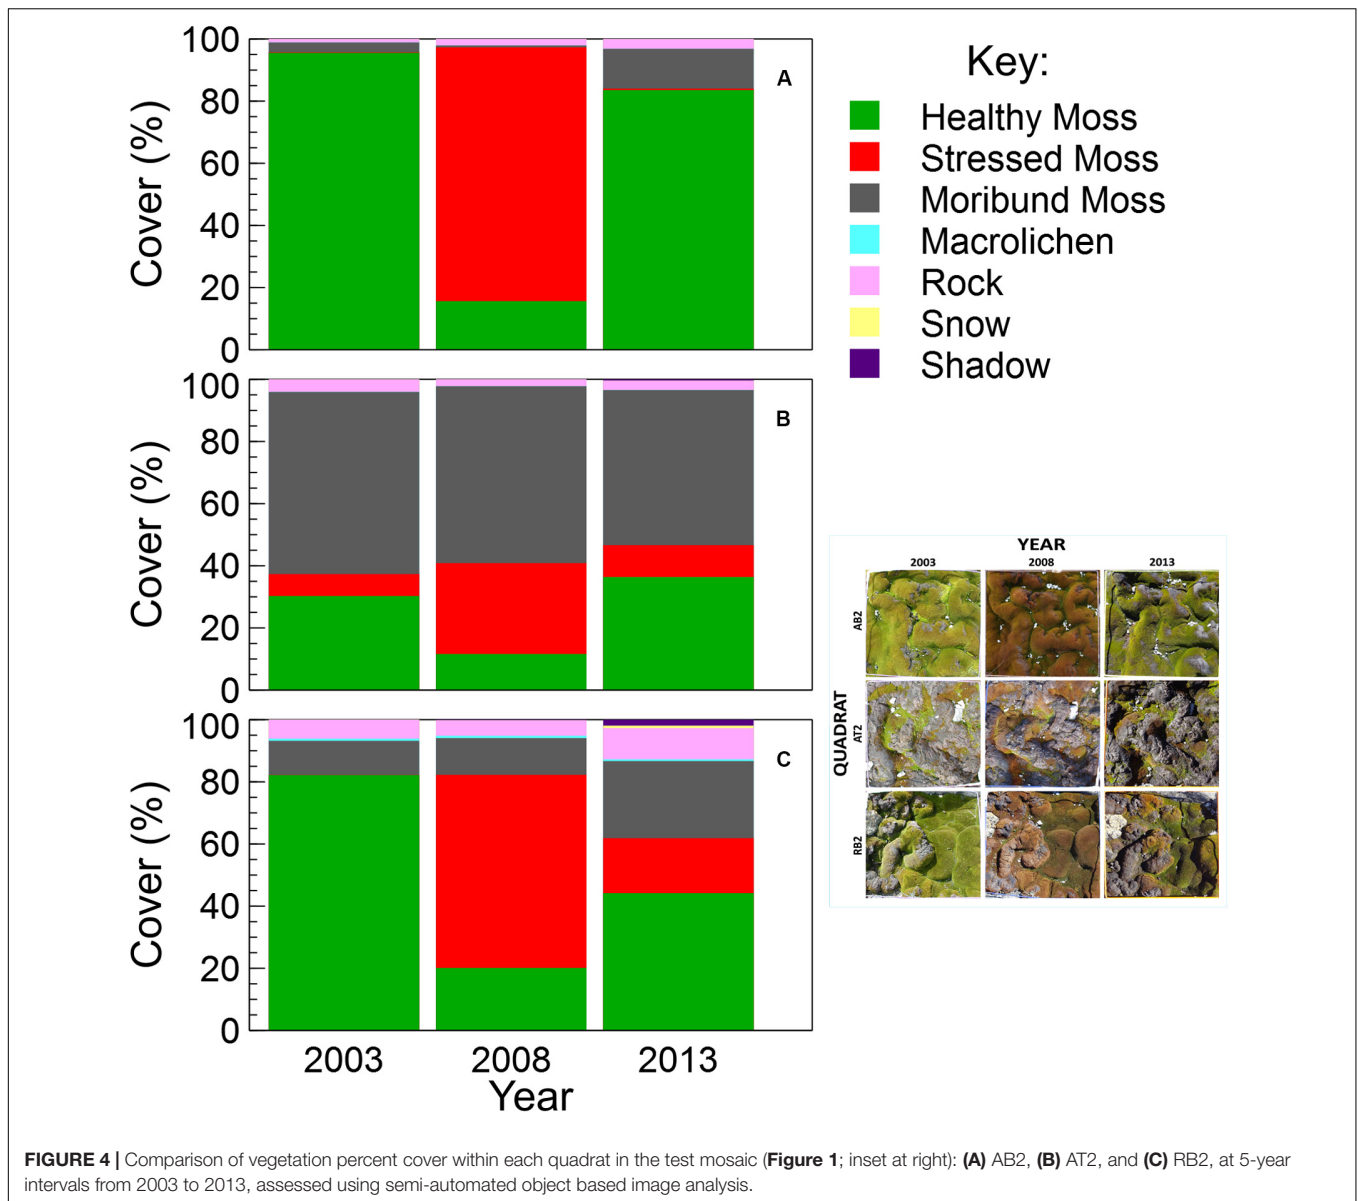 100
80
60
40
20
0
Cover (%)
A
Key:
Healthy Moss
Stressed Moss
Moribund Moss
Macrolichen
Rock
Snow
Shadow
100
80
60
40
20
0
Cover (%)
B
100
80
60
40
20
0
Cover (%)
C
2003 2008 2013
Year
YEAR
2003 2008 2013
QUADRAT
AB2
AT2
RB2
FIGURE 4 | Comparison of vegetation percent cover within each quadrat in the test mosaic (Figure 1; inset at right): (A) AB2, (B) AT2, and (C) RB2, at 5-year
intervals from 2003 to 2013, assessed using semi-automated object based image analysis.